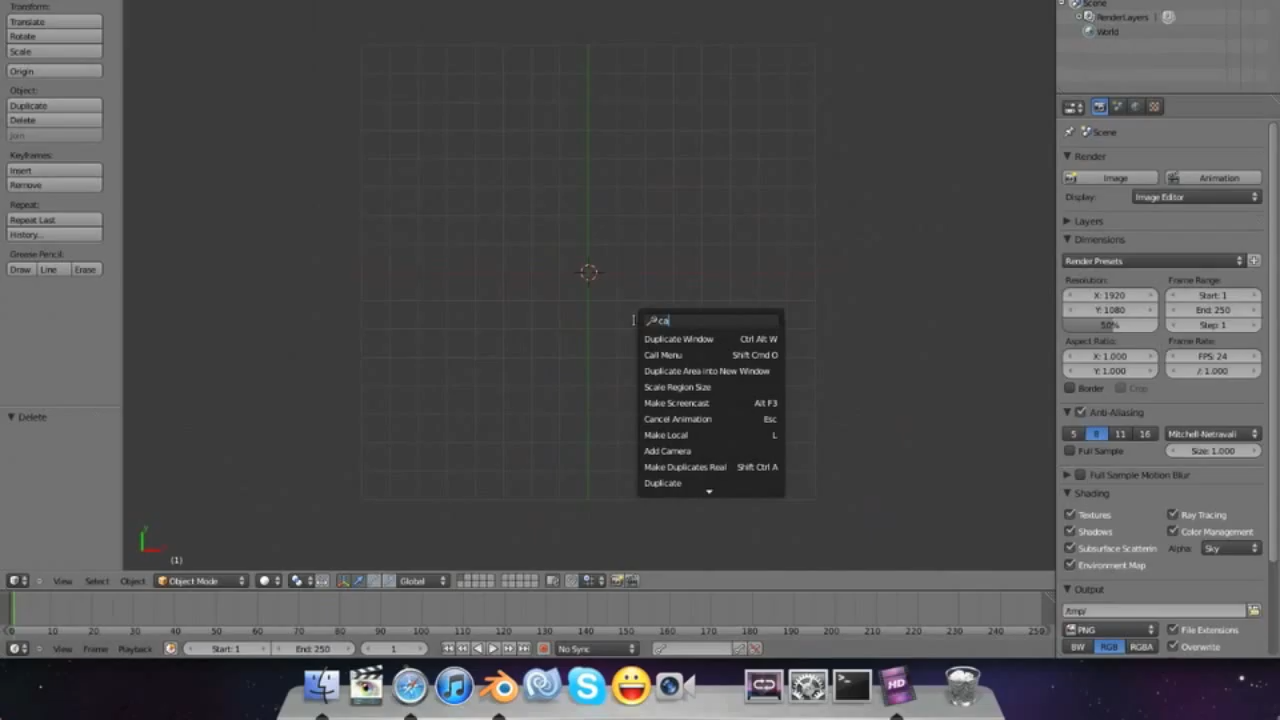 Transform:
Translate
Rotate
Scale
Origin
Object:
Duplicate
Delete
Join
Keyframes:
Insert
Remove
Repeat:
Repeat Last
History...
Grease Pencil:
Draw Line Erase
Delete
ca
Duplicate Window Ctrl Alt W
Call Menu Shift Cmd O
Duplicate Area into New Window
Scale Region Size
Make Screencast Alt F3
Cancel Animation Esc
Make Local L
Add Camera
Make Duplicates Real Shift Ctrl A
Duplicate
(1)
View Select Object Object Mode Global
0 10 20 30 40 50 60 70 80 90 100 110 120 130 140 150 160 170 180 190 200 210 220 230 240 250
View Frame Playback Start: 1 End: 250 1 No Sync
Scene
RenderLayers
World
Scene
Render
Image Animation
Display: Image Editor
Layers
Dimensions
Render Presets
Resolution: Frame Range:
X: 1920 Start: 1
Y: 1080 End: 250
50% Step: 1
Aspect Ratio: Frame Rate:
X: 1.000 FPS: 24
Y: 1.000 /: 1.000
Border Crop
Anti-Aliasing
5 8 11 16 Mitchell-Netravali
Full Sample Size: 1.000
Full Sample Motion Blur
Shading
Textures Ray Tracing
Shadows Color Management
Subsurface Scatterin Alpha: Sky
Environment Map
Output
/tmp/
PNG File Extensions
BW RGB RGBA Overwrite
HD